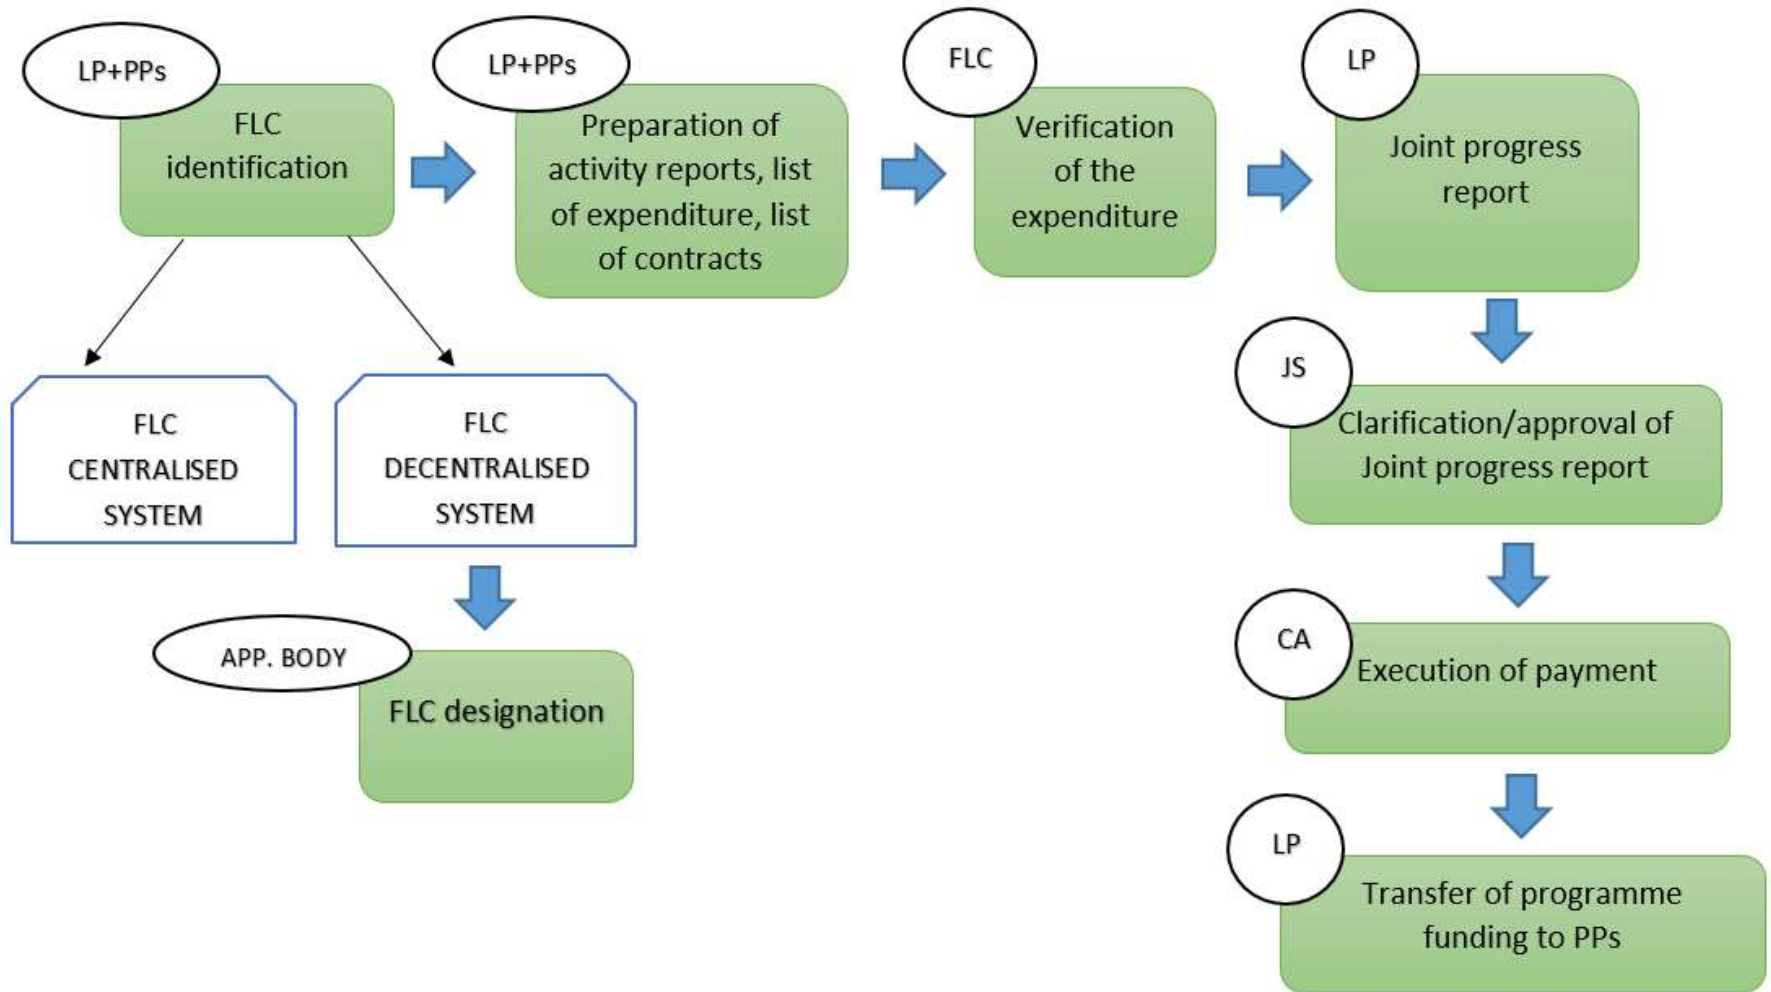 LP+PPs
FLC
identification
LP+PPs
Preparation of
activity reports, list
of expenditure, list
of contracts
FLC
Verification
of the
expenditure
LP
Joint progress
report
FLC
CENTRALISED
SYSTEM
FLC
DECENTRALISED
SYSTEM
APP. BODY
FLC designation
JS
Clarification/approval of
Joint progress report
CA
Execution of payment
LP
Transfer of programme
funding to PPs